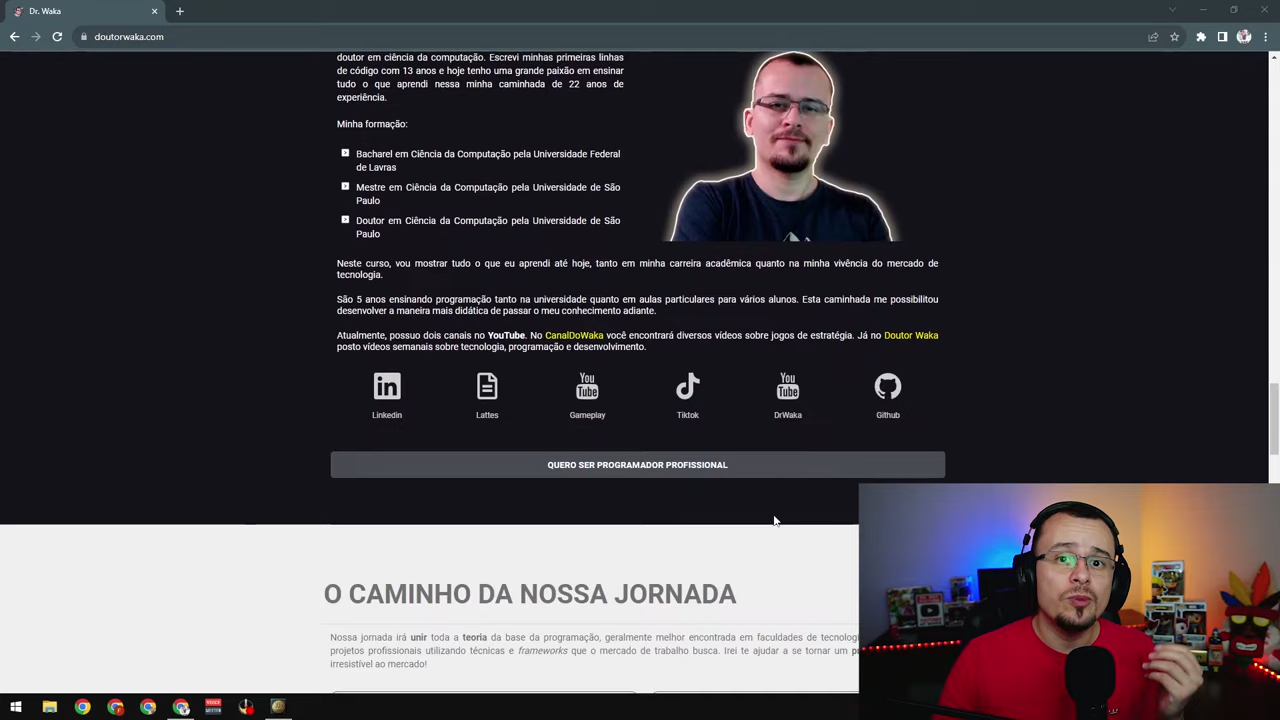 Dr. Waka
doutorwaka.com
doutor em ciência da computação. Escrevi minhas primeiras linhas
de código com 13 anos e hoje tenho uma grande paixão em ensinar
tudo o que aprendi nessa minha caminhada de 22 anos de
experiência.
Minha formação:
Bacharel em Ciência da Computação pela Universidade Federal
de Lavras
Mestre em Ciência da Computação pela Universidade de São
Paulo
Doutor em Ciência da Computação pela Universidade de São
Paulo
Neste curso, vou mostrar tudo o que eu aprendi até hoje, tanto em minha carreira acadêmica quanto na minha vivência do mercado de
tecnologia.
São 5 anos ensinando programação tanto na universidade quanto em aulas particulares para vários alunos. Esta caminhada me possibilitou
desenvolver a maneira mais didática de passar o meu conhecimento adiante.
Atualmente, possuo dois canais no YouTube. No CanalDoWaka você encontrará diversos vídeos sobre jogos de estratégia. Já no Doutor Waka
posto vídeos semanais sobre tecnologia, programação e desenvolvimento.
You Tube You Tube
Linkedin Lattes Gameplay Tiktok DrWaka Github
QUERO SER PROGRAMADOR PROFISSIONAL
O CAMINHO DA NOSSA JORNADA
Nossa jornada irá unir toda a teoria da base da programação, geralmente melhor encontrada em faculdades de tecnolog
projetos profissionais utilizando técnicas e frameworks que o mercado de trabalho busca. Irei te ajudar a se tornar um
irresistível ao mercado!